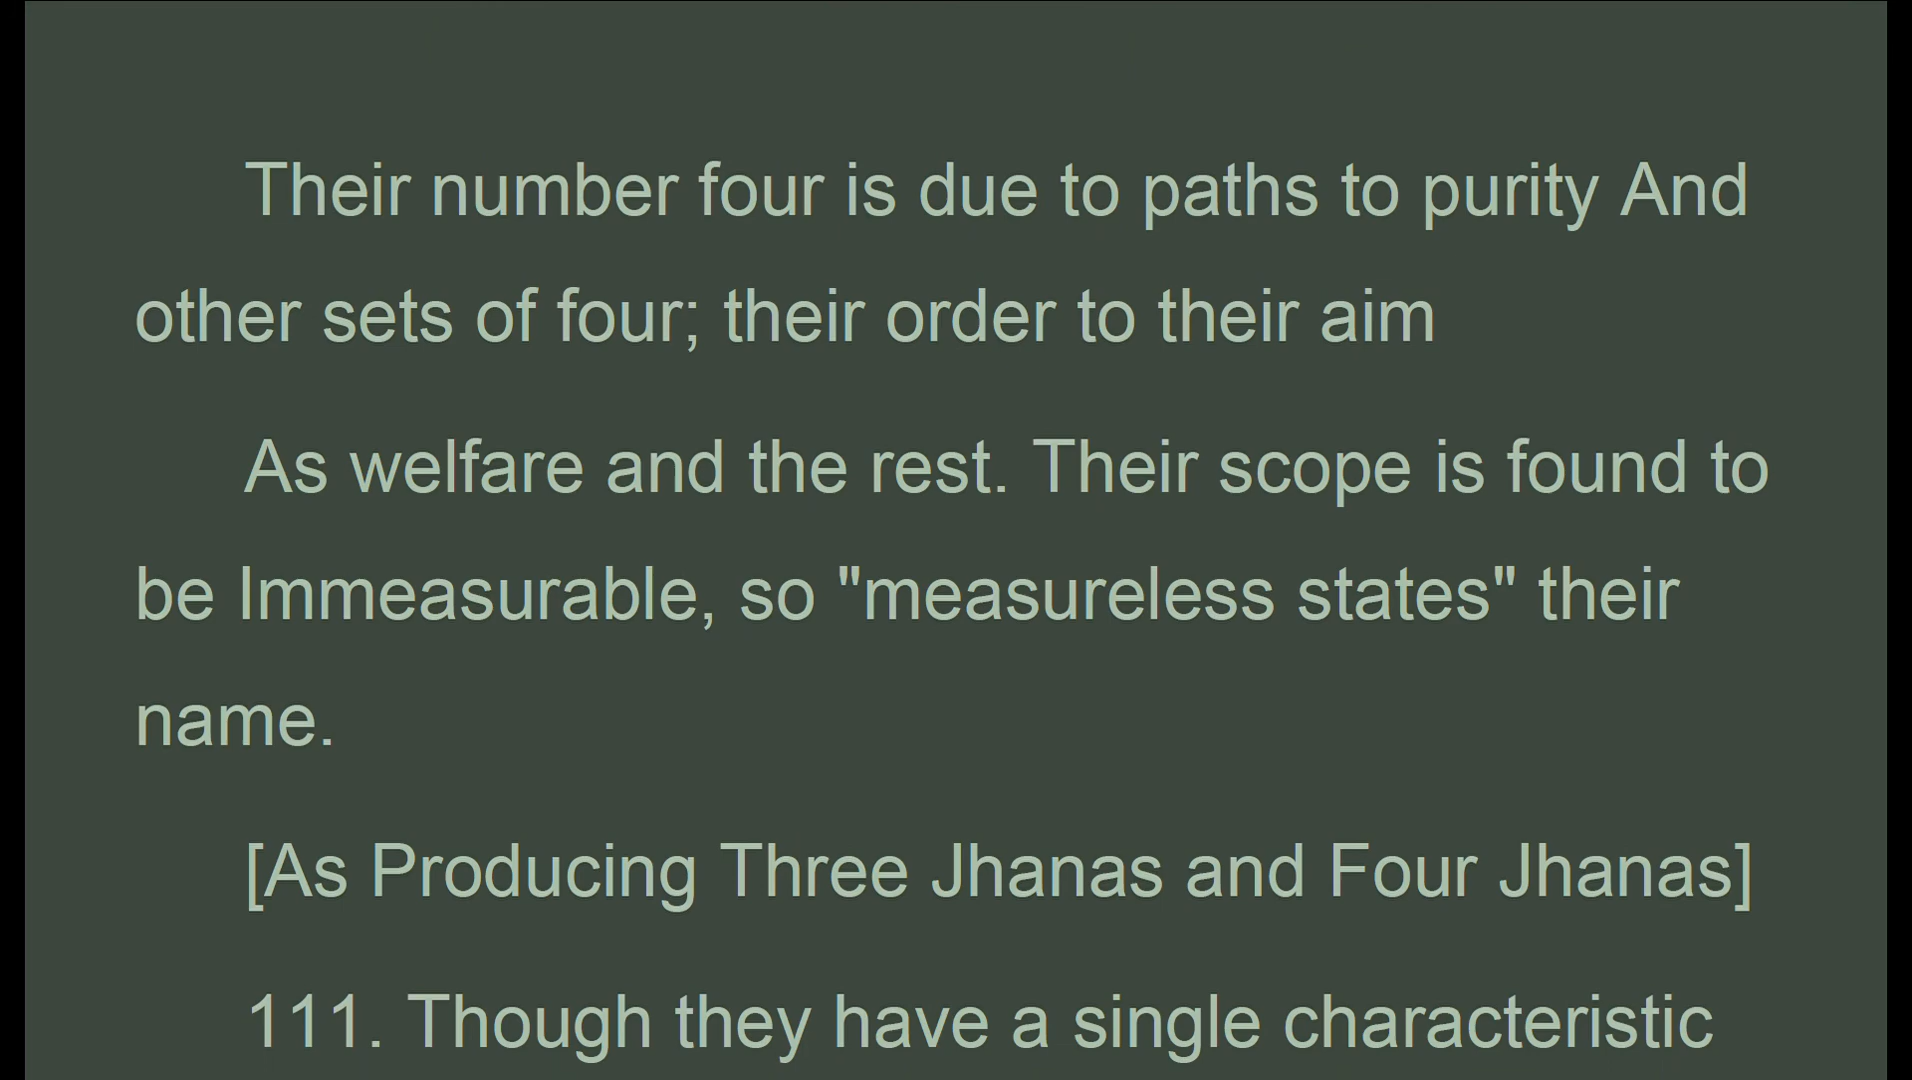 Their number four is due to paths to purity And
other sets of four; their order to their aim
As welfare and the rest. Their scope is found to
be Immeasurable, so "measureless states" their
name.
[As Producing Three Jhanas and Four Jhanas]
111. Though they have a single characteristic